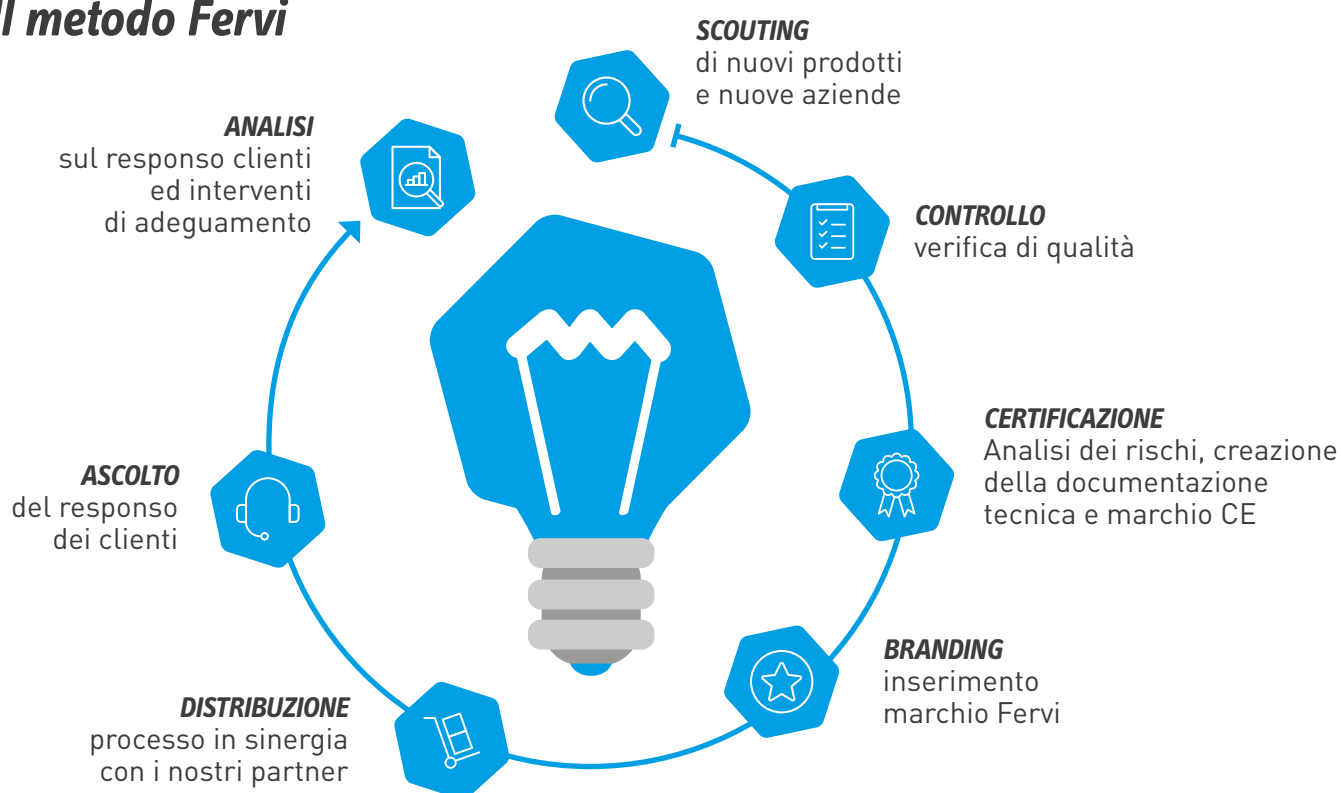 Il metodo Fervi
SCOUTING
di nuovi prodotti
e nuove aziende
CONTROLLO
verifica di qualità
CERTIFICAZIONE
Analisi dei rischi, creazione
della documentazione
tecnica e marchio CE
BRANDING
inserimento
marchio Fervi
DISTRIBUZIONE
processo in sinergia
con i nostri partner
ASCOLTO
del responso
dei clienti
ANALISI
sul responso clienti
ed interventi
di adeguamento